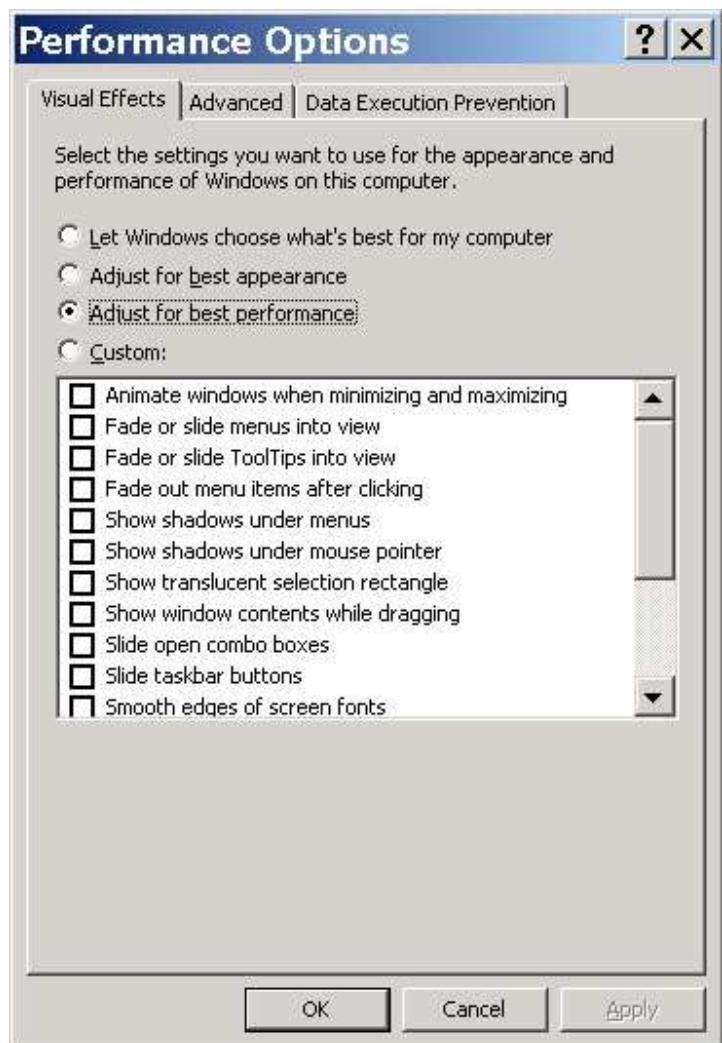 Performance Options
Visual Effects Advanced Data Execution Prevention
Select the settings you want to use for the appearance and
performance of Windows on this computer.
Let Windows choose what's best for my computer
Adjust for best appearance
Adjust for best performance
Custom:
Animate windows when minimizing and maximizing
Fade or slide menus into view
Fade or slide ToolTips into view
Fade out menu items after clicking
Show shadows under menus
Show shadows under mouse pointer
Show translucent selection rectangle
Show window contents while dragging
Slide open combo boxes
Slide taskbar buttons
Smooth edges of screen fonts
OK Cancel Apply